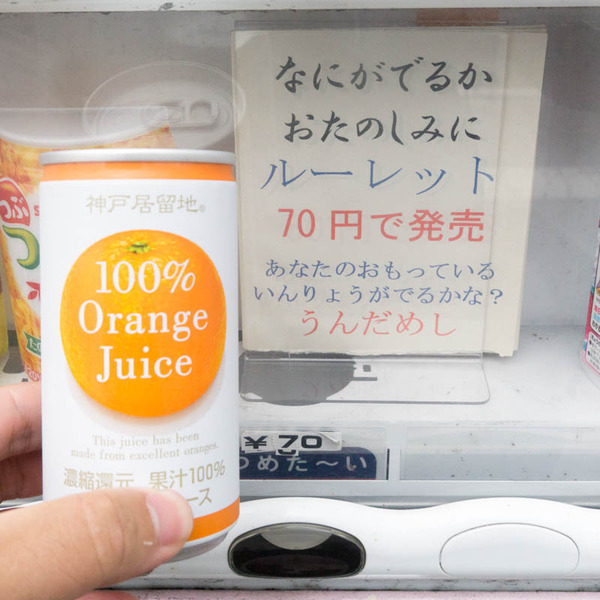 神戸居留地®
100%
Orange
Juice
This juice has been
made from excellent oranges.
濃縮還元 果汁100%
ース
なにがでるか
おたのしみに
ルーレット
70円で発売
あなたのおもっている
いんりょうがでるかな?
うんだめし
¥70
つめた〜い
つぶ